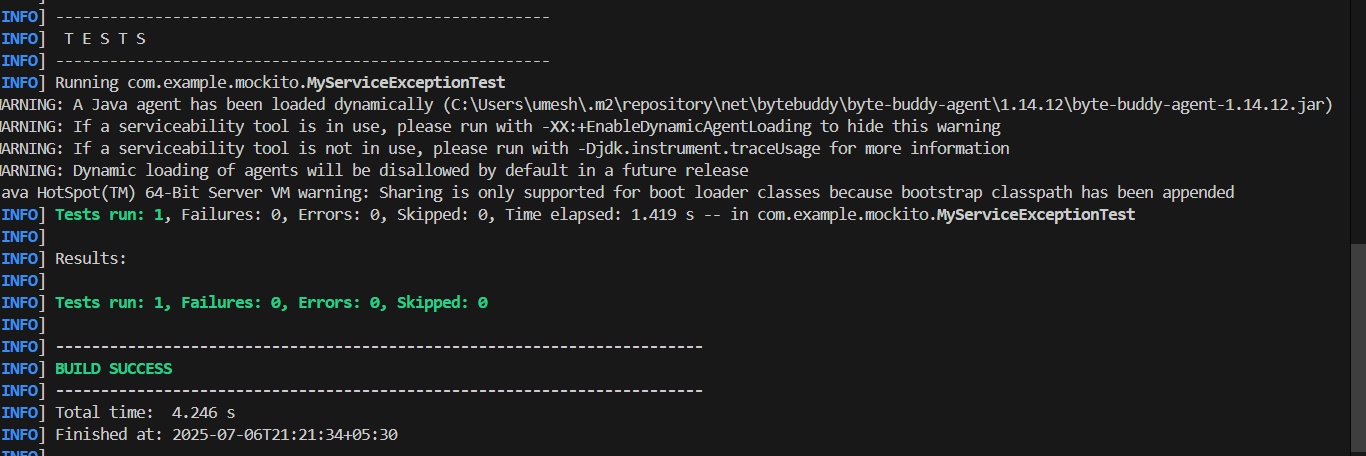 INFO] -------------------------------------------------------
INFO]  T E S T S
INFO] -------------------------------------------------------
INFO] Running com.example.mockito.MyServiceExceptionTest
WARNING: A Java agent has been loaded dynamically (C:\Users\umesh\.m2\repository\net\bytebuddy\byte-buddy-agent\1.14.12\byte-buddy-agent-1.14.12.jar)
WARNING: If a serviceability tool is in use, please run with -XX:+EnableDynamicAgentLoading to hide this warning
WARNING: If a serviceability tool is not in use, please run with -Djdk.instrument.traceUsage for more information
WARNING: Dynamic loading of agents will be disallowed by default in a future release
ava HotSpot(TM) 64-Bit Server VM warning: Sharing is only supported for boot loader classes because bootstrap classpath has been appended
INFO] Tests run: 1, Failures: 0, Errors: 0, Skipped: 0, Time elapsed: 1.419 s -- in com.example.mockito.MyServiceExceptionTest
INFO]
INFO] Results:
INFO]
INFO] Tests run: 1, Failures: 0, Errors: 0, Skipped: 0
INFO]
INFO] ------------------------------------------------------------------------
INFO] BUILD SUCCESS
INFO] ------------------------------------------------------------------------
INFO] Total time:  4.246 s
INFO] Finished at: 2025-07-06T21:21:34+05:30